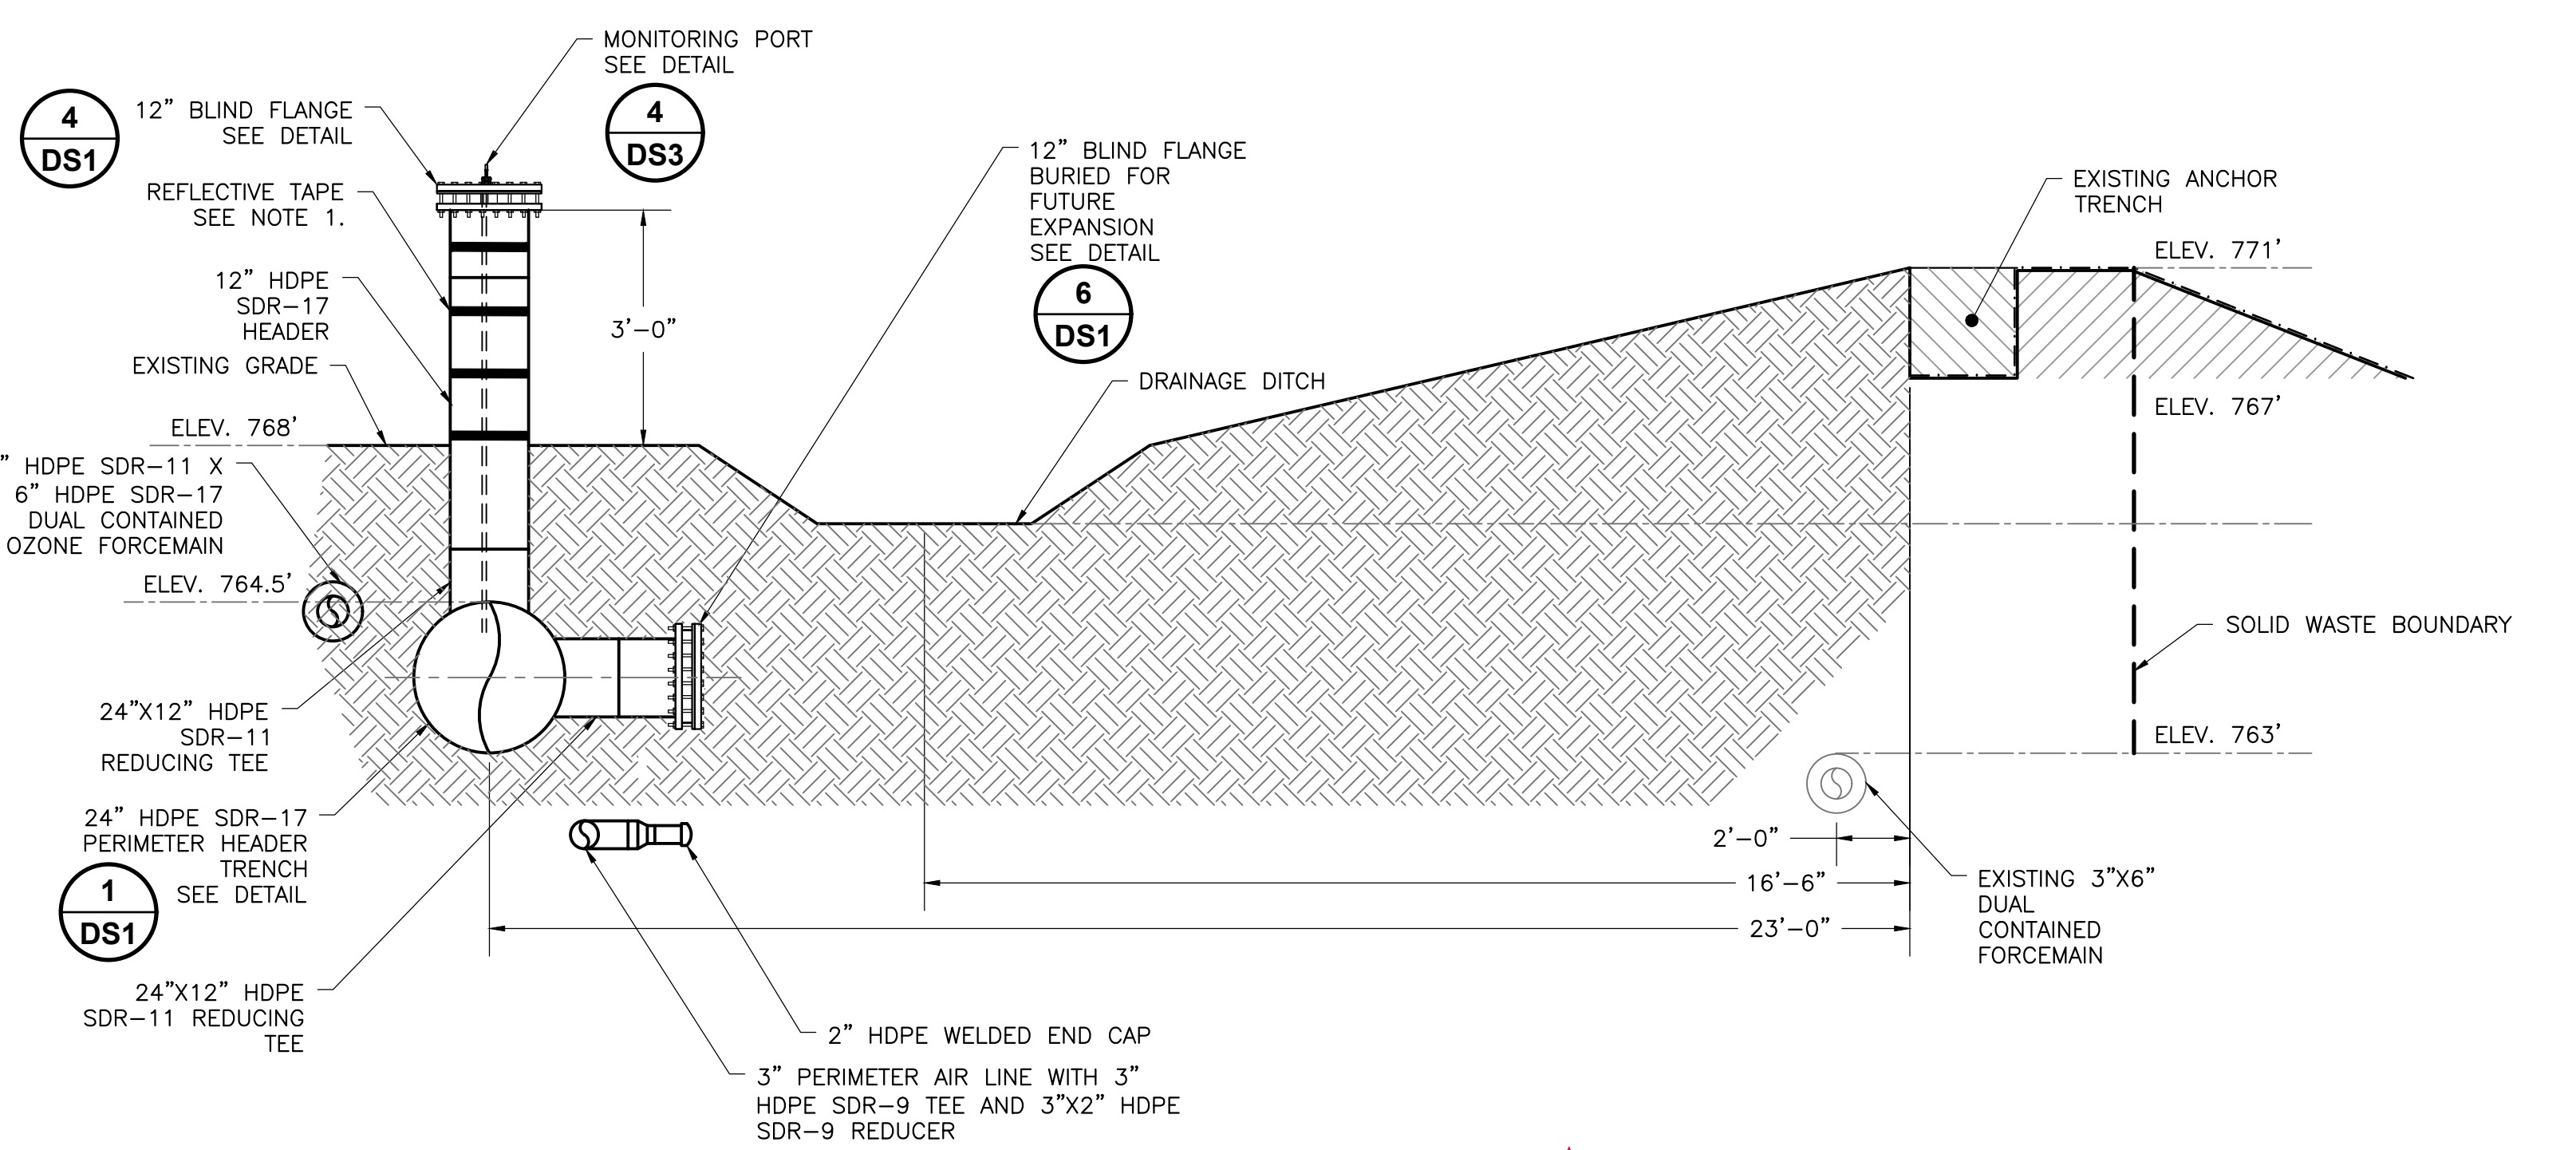 MONITORING PORT
SEE DETAIL
4
DS3
4
DS1
12” BLIND FLANGE
SEE DETAIL
REFLECTIVE TAPE
SEE NOTE 1.
12” HDPE
SDR-17
HEADER
EXISTING GRADE
ELEV. 768’
” HDPE SDR-11 X
6” HDPE SDR-17
DUAL CONTAINED
OZONE FORCEMAIN
ELEV. 764.5’
24”X12” HDPE
SDR-11
REDUCING TEE
24” HDPE SDR-17
PERIMETER HEADER
TRENCH
SEE DETAIL
1
DS1
24”X12” HDPE
SDR-11 REDUCING
TEE
3’-0”
12” BLIND FLANGE
BURIED FOR
FUTURE
EXPANSION
SEE DETAIL
6
DS1
DRAINAGE DITCH
EXISTING ANCHOR
TRENCH
ELEV. 771’
ELEV. 767’
SOLID WASTE BOUNDARY
ELEV. 763’
2’-0”
16’-6”
23’-0”
EXISTING 3”X6”
DUAL
CONTAINED
FORCEMAIN
2” HDPE WELDED END CAP
3” PERIMETER AIR LINE WITH 3”
HDPE SDR-9 TEE AND 3”X2” HDPE
SDR-9 REDUCER